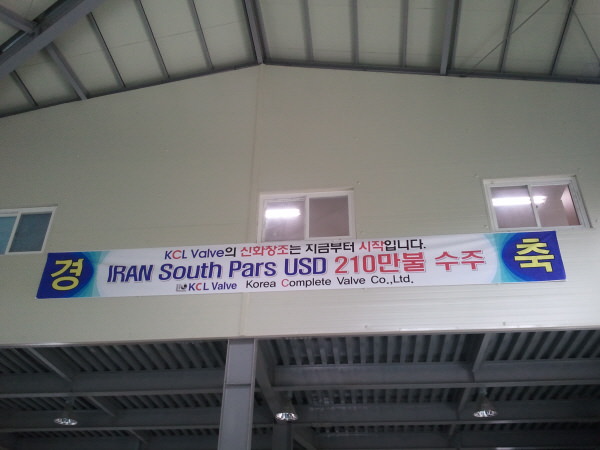 경
KCL Valve의 신화창조는 지금부터 시작입니다.
IRAN South Pars USD 210만불 수주
KCL Valve Korea Complete Valve Co.,Ltd.
축